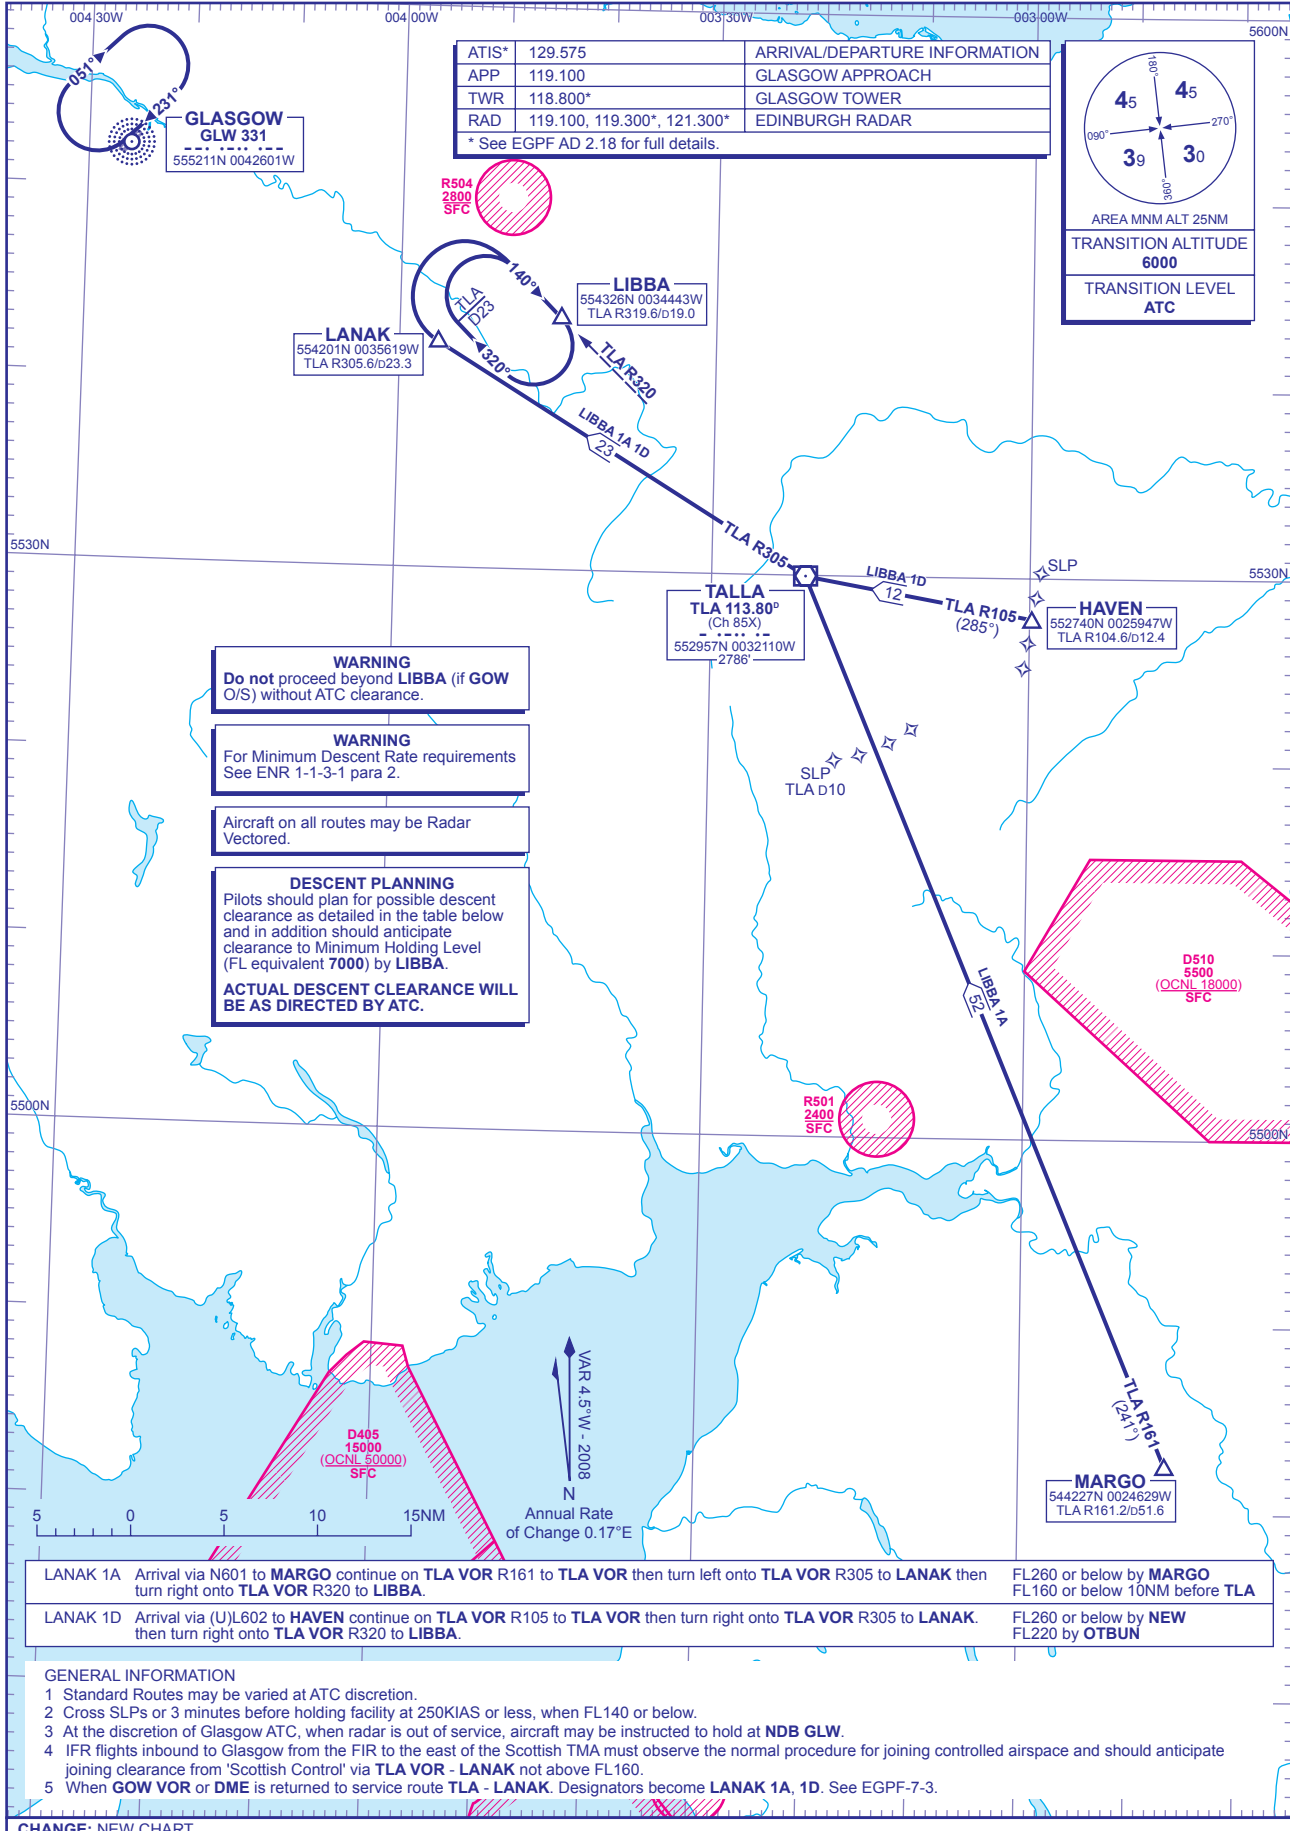 004°30W
004°00W
003°30W
003°00W
5600N
ATIS* 129.575 ARRIVAL/DEPARTURE INFORMATION
APP 119.100 GLASGOW APPROACH
TWR 118.800* GLASGOW TOWER
RAD 119.100, 119.300*, 121.300* EDINBURGH RADAR
* See EGPF AD 2.18 for full details.
180°
45
45
090°
270°
39
30
360°
AREA MNM ALT 25NM
TRANSITION ALTITUDE
6000
TRANSITION LEVEL
ATC
051°
231°
GLASGOW
GLW 331
555211N 0042601W
R504
2800
SFC
140°
TLA
D23
320°
LIBBA
554326N 0034443W
TLA R319.6/D19.0
LANAK
554201N 0035619W
TLA R305.6/D23.3
TLA R320
LIBBA 1A 1D
23
TLA R305
5530N
5530N
LIBBA 1D
12
TLA R105
(285°)
SLP
TALLA
TLA 113.80D
(Ch 85X)
552957N 0032110W
2786'
HAVEN
552740N 0025947W
TLA R104.6/D12.4
WARNING
Do not proceed beyond LIBBA (if GOW
O/S) without ATC clearance.
WARNING
For Minimum Descent Rate requirements
See ENR 1-1-3-1 para 2.
Aircraft on all routes may be Radar
Vectored.
DESCENT PLANNING
Pilots should plan for possible descent
clearance as detailed in the table below
and in addition should anticipate
clearance to Minimum Holding Level
(FL equivalent 7000) by LIBBA.
ACTUAL DESCENT CLEARANCE WILL
BE AS DIRECTED BY ATC.
SLP
TLA D10
D510
5500
(OCNL 18000)
SFC
LIBBA 1A
52
R501
2400
SFC
5500N
5500N
D405
15000
(OCNL 50000)
SFC
VAR 4.5°W - 2008
N
Annual Rate
of Change 0.17°E
TLA R161
(241°)
MARGO
544227N 0024629W
TLA R161.2/D51.6
5 0 5 10 15NM
LANAK 1A Arrival via N601 to MARGO continue on TLA VOR R161 to TLA VOR then turn left onto TLA VOR R305 to LANAK then FL260 or below by MARGO
turn right onto TLA VOR R320 to LIBBA. FL160 or below 10NM before TLA
LANAK 1D Arrival via (U)L602 to HAVEN continue on TLA VOR R105 to TLA VOR then turn right onto TLA VOR R305 to LANAK. FL260 or below by NEW
then turn right onto TLA VOR R320 to LIBBA. FL220 by OTBUN
GENERAL INFORMATION
1 Standard Routes may be varied at ATC discretion.
2 Cross SLPs or 3 minutes before holding facility at 250KIAS or less, when FL140 or below.
3 At the discretion of Glasgow ATC, when radar is out of service, aircraft may be instructed to hold at NDB GLW.
4 IFR flights inbound to Glasgow from the FIR to the east of the Scottish TMA must observe the normal procedure for joining controlled airspace and should anticipate
joining clearance from 'Scottish Control' via TLA VOR - LANAK not above FL160.
5 When GOW VOR or DME is returned to service route TLA - LANAK. Designators become LANAK 1A, 1D. See EGPF-7-3.
CHANGE: NEW CHART